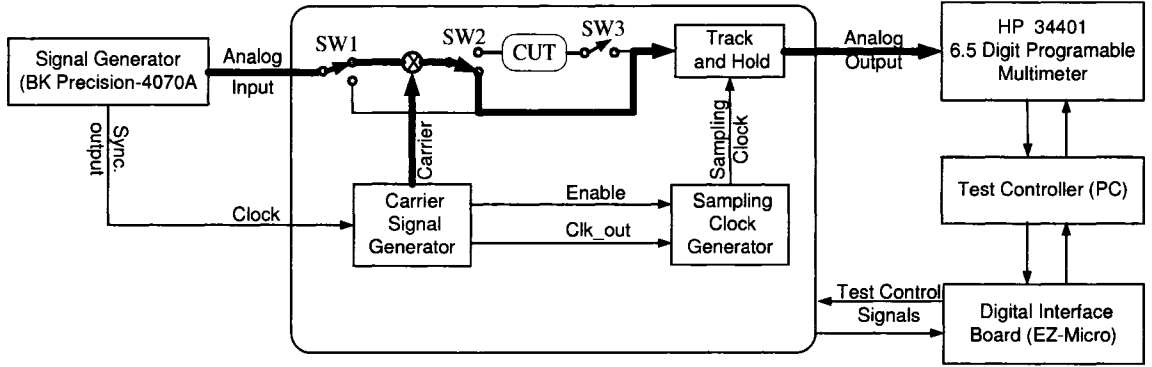 Signal Generator
(BK Precision-4070A
Analog
Input
Sync.
output
Clock
SW1
SW2
SW3
CUT
Carrier
Carrier
Signal
Generator
Enable
Clk_out
Sampling
Clock
Sampling
Clock
Generator
Track
and Hold
Analog
Output
HP 34401
6.5 Digit Programable
Multimeter
Test Controller (PC)
Test Control
Signals
Digital Interface
Board (EZ-Micro)